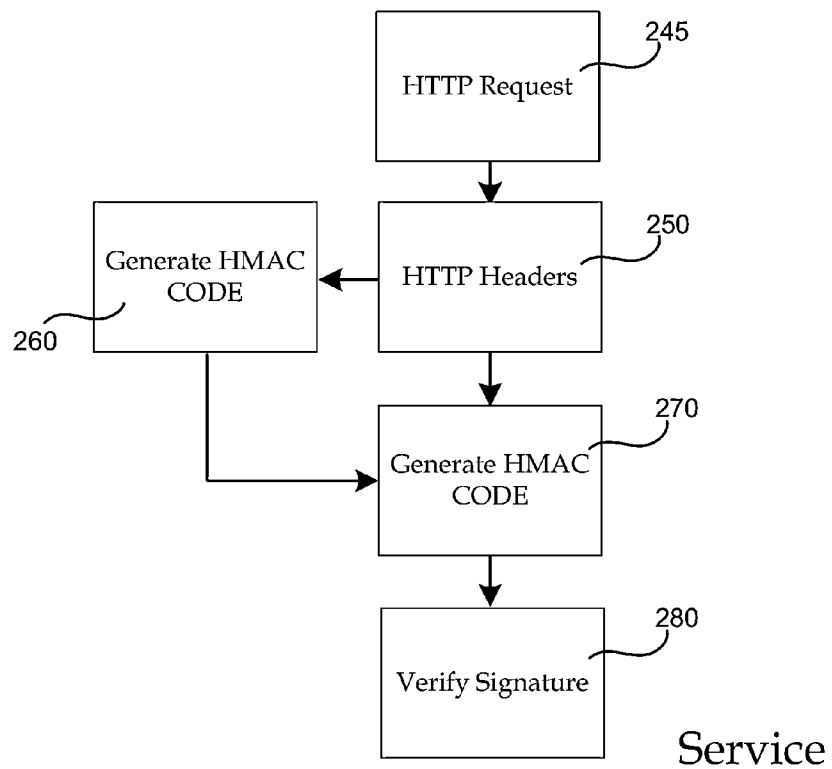 245
HTTP Request
250
Generate HMAC
CODE
HTTP Headers
260
270
Generate HMAC
CODE
280
Verify Signature
Service